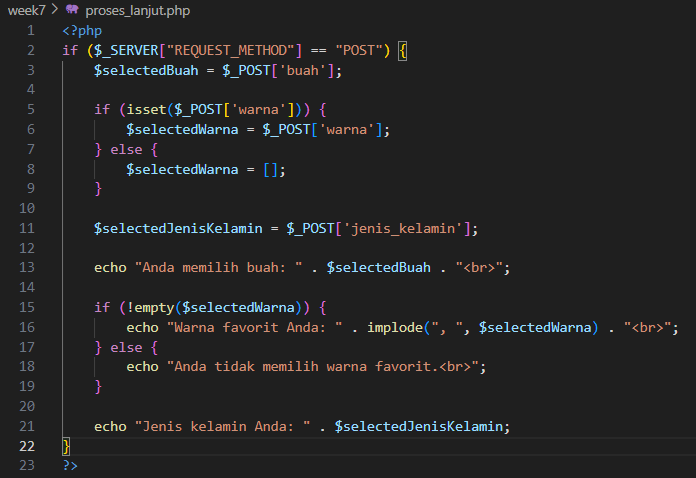 week7 > proses_lanjut.php
1 <?php
2 if ($_SERVER["REQUEST_METHOD"] == "POST") {
3     $selectedBuah = $_POST['buah'];
4
5     if (isset($_POST['warna'])) {
6         $selectedWarna = $_POST['warna'];
7     } else {
8         $selectedWarna = [];
9     }
10
11     $selectedJenisKelamin = $_POST['jenis_kelamin'];
12
13     echo "Anda memilih buah: " . $selectedBuah . "<br>";
14
15     if (!empty($selectedWarna)) {
16         echo "Warna favorit Anda: " . implode(", ", $selectedWarna) . "<br>";
17     } else {
18         echo "Anda tidak memilih warna favorit.<br>";
19     }
20
21     echo "Jenis kelamin Anda: " . $selectedJenisKelamin;
22 }
23 ?>